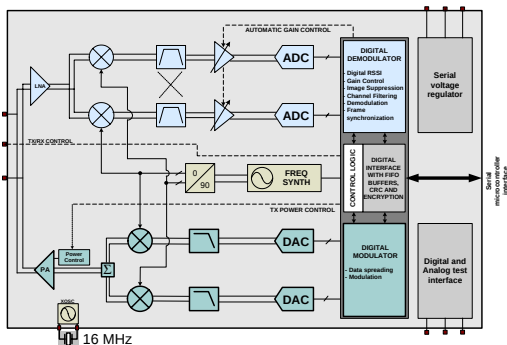 AUTOMATIC GAIN CONTROL
LNA
ADC
ADC
DIGITAL
DEMODULATOR
- Digital RSSI
- Gain Control
- Image Suppression
- Channel Filtering
- Demodulation
- Frame
synchronization
Serial
voltage
regulator
TX/RX CONTROL
0
90
FREQ
SYNTH
CONTROL LOGIC
DIGITAL
INTERFACE
WITH FIFO
BUFFERS,
CRC AND
ENCRYPTION
Serial
microcontroller
interface
TX POWER CONTROL
Power
Control
PA
Σ
DAC
DAC
DIGITAL
MODULATOR
- Data spreading
- Modulation
Digital and
Analog test
interface
XOSC
16 MHz